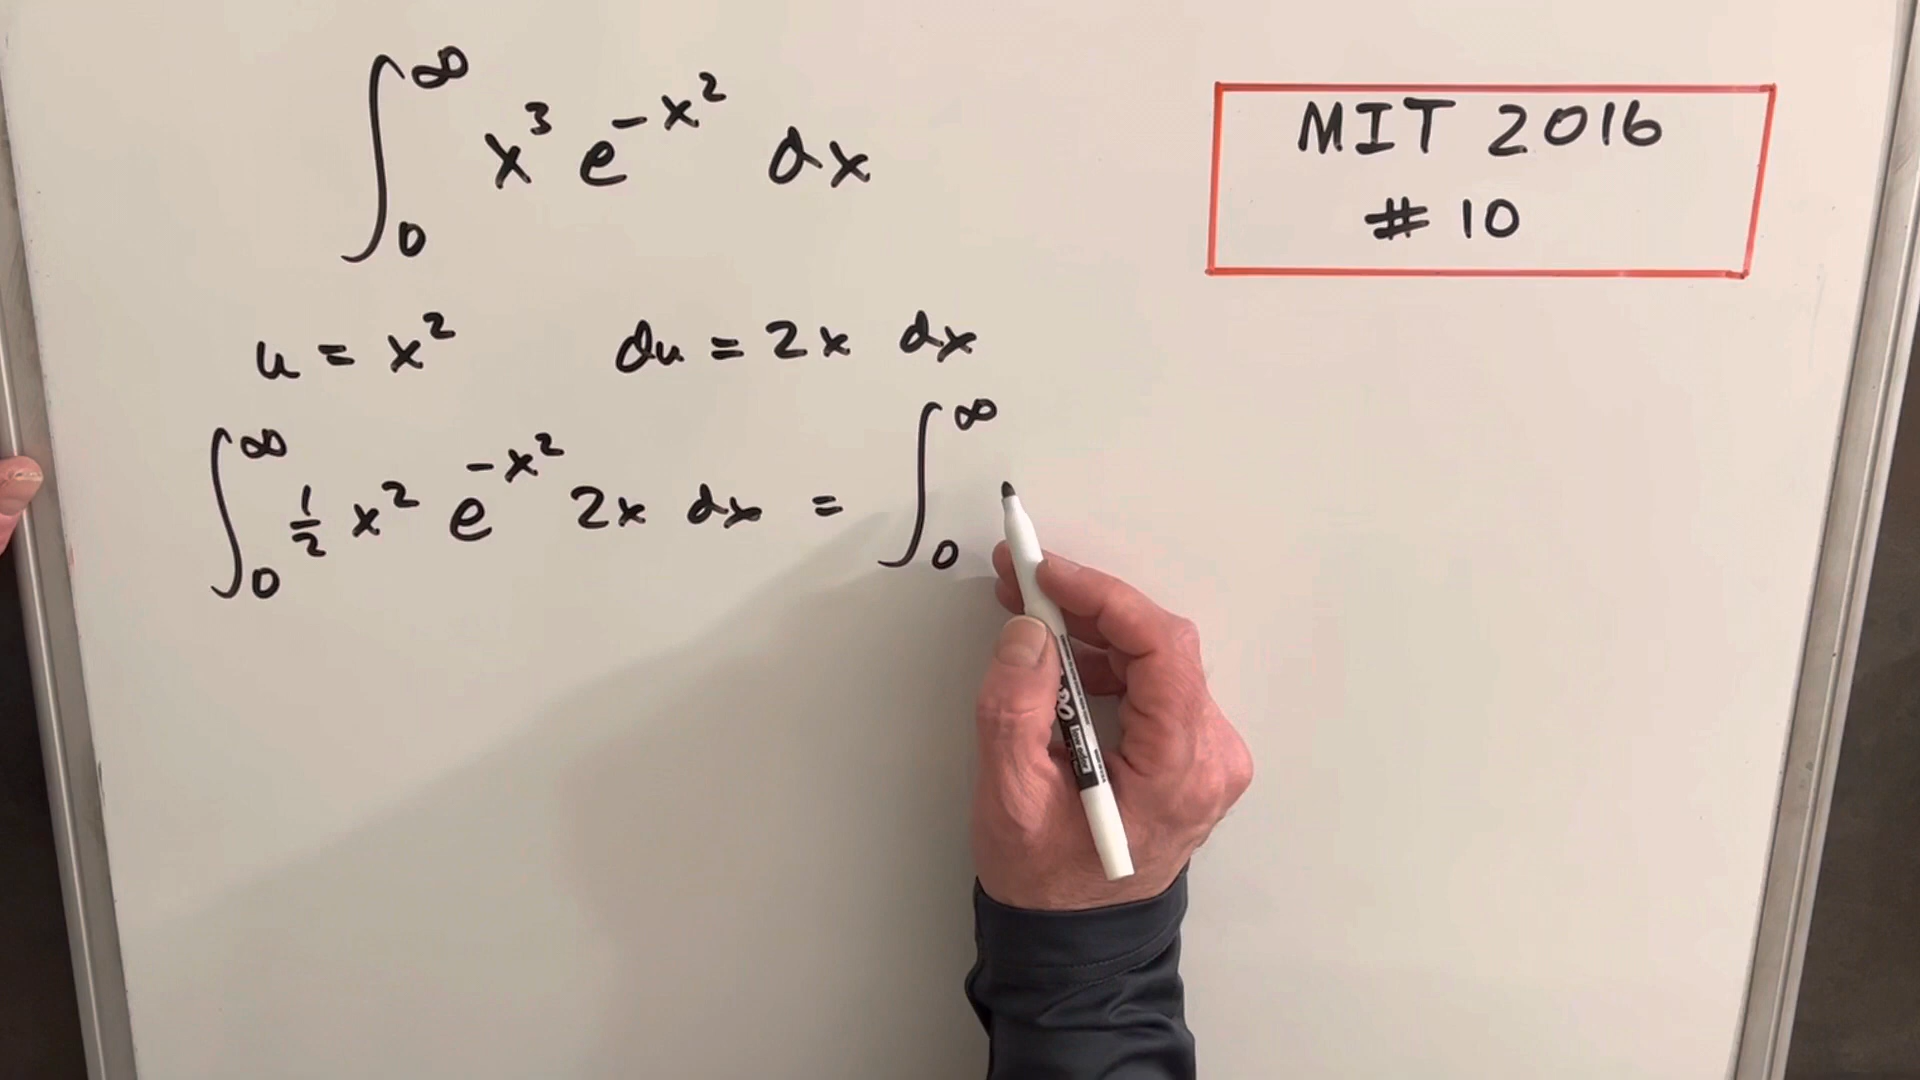 ∫₀^∞ x³ e^(-x²) dx
MIT 2016
# 10
u = x² du = 2x dx
∫₀^∞ ½ x² e^(-x²) 2x dx = ∫₀^∞